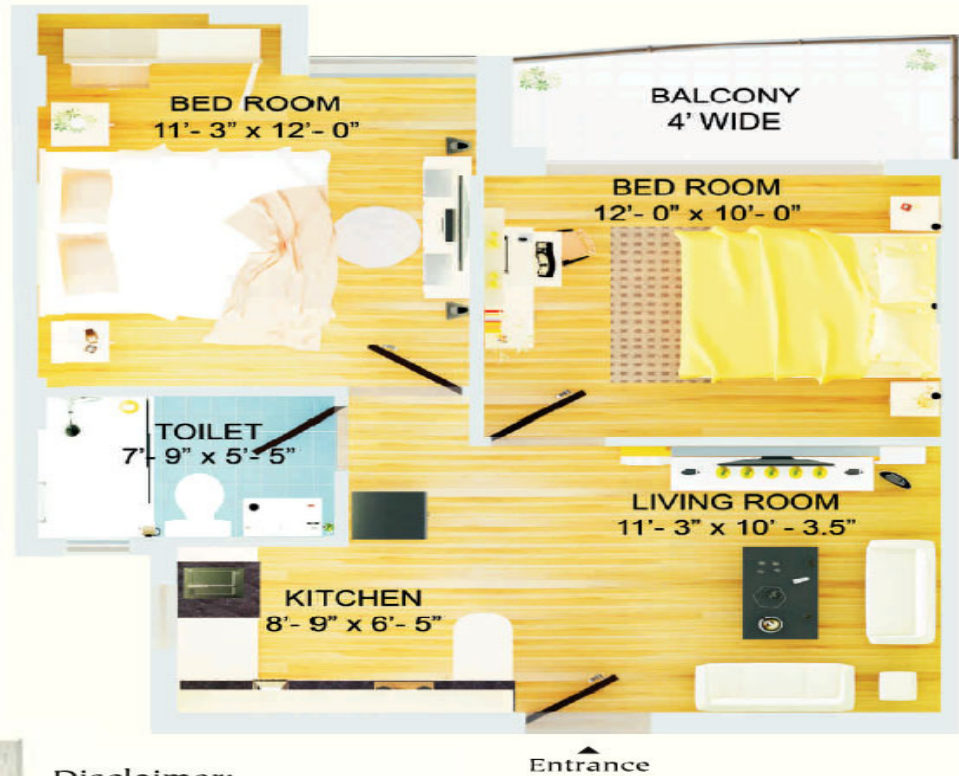 BED ROOM
11'- 3" x 12'- 0"
BALCONY
4' WIDE
BED ROOM
12'- 0" x 10'- 0"
TOILET
7'- 9" x 5'- 5"
LIVING ROOM
11'- 3" x 10' - 3.5"
KITCHEN
8'- 9" x 6'- 5"
Entrance
Disclaimer: